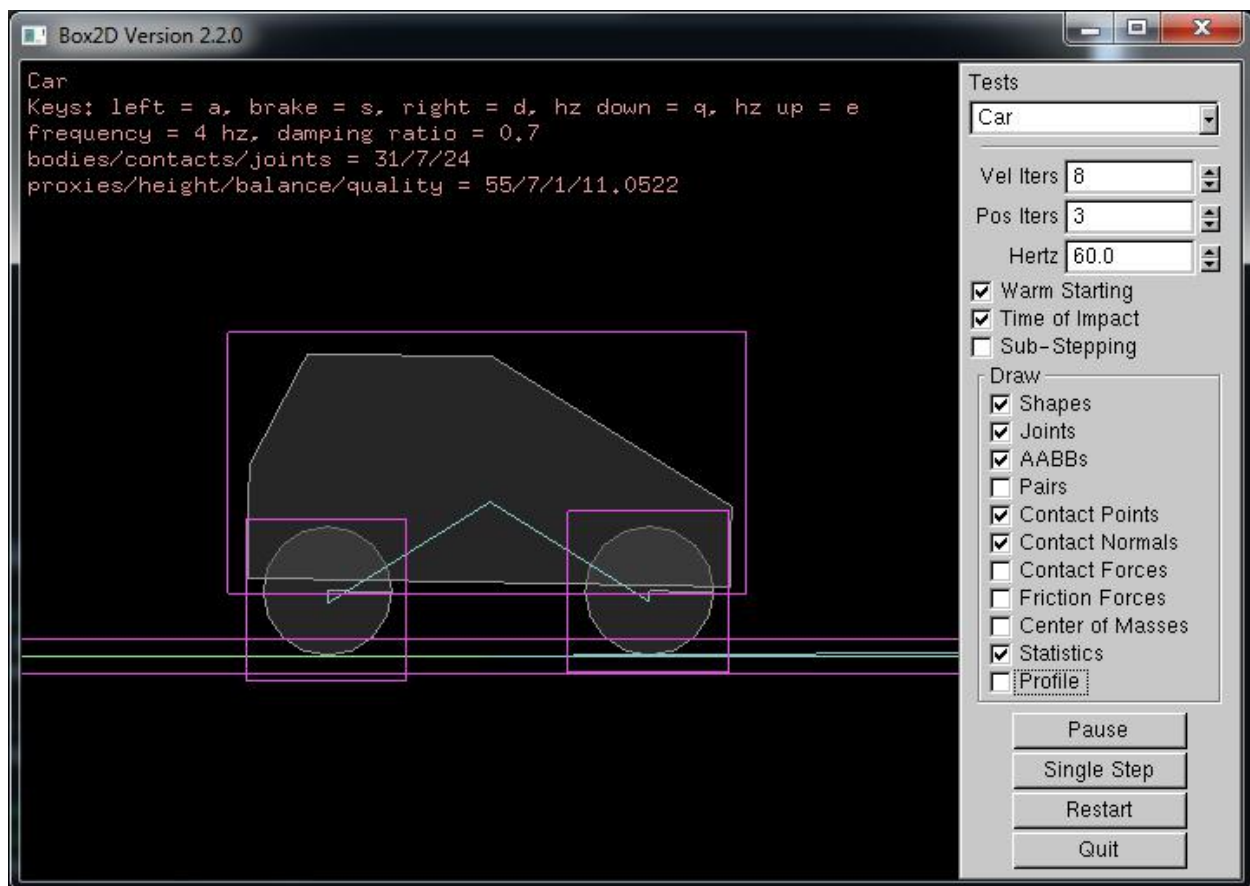 Box2D Version 2.2.0
Car
Keys: left = a, brake = s, right = d, hz down = q, hz up = e
frequency = 4 hz, damping ratio = 0.7
bodies/contacts/joints = 31/7/24
proxies/height/balance/quality = 55/7/1/11.0522
Tests
Car
Vel Iters 8
Pos Iters 3
Hertz 60.0
Warm Starting
Time of Impact
Sub-Stepping
Draw
Shapes
Joints
AABBs
Pairs
Contact Points
Contact Normals
Contact Forces
Friction Forces
Center of Masses
Statistics
Profile
Pause
Single Step
Restart
Quit